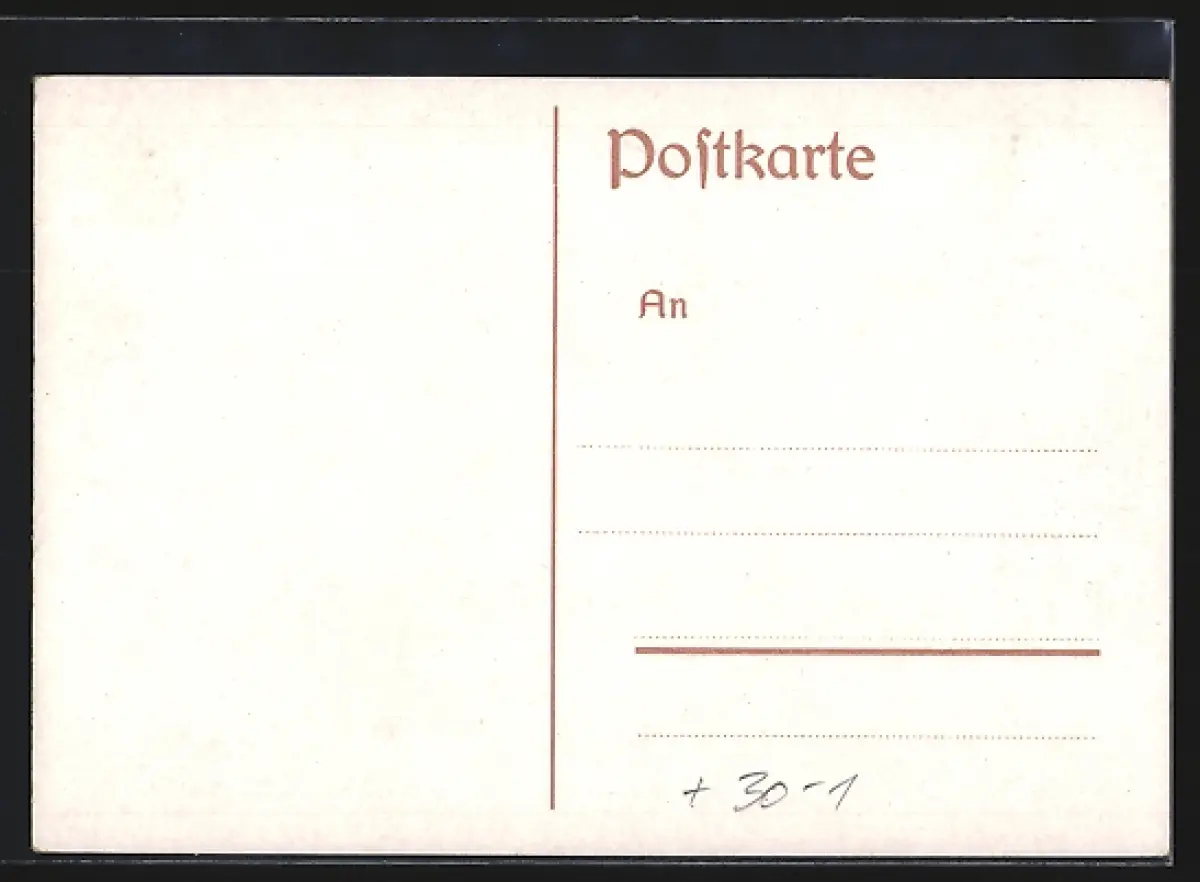 Poſtkarte
An
+ 30-1